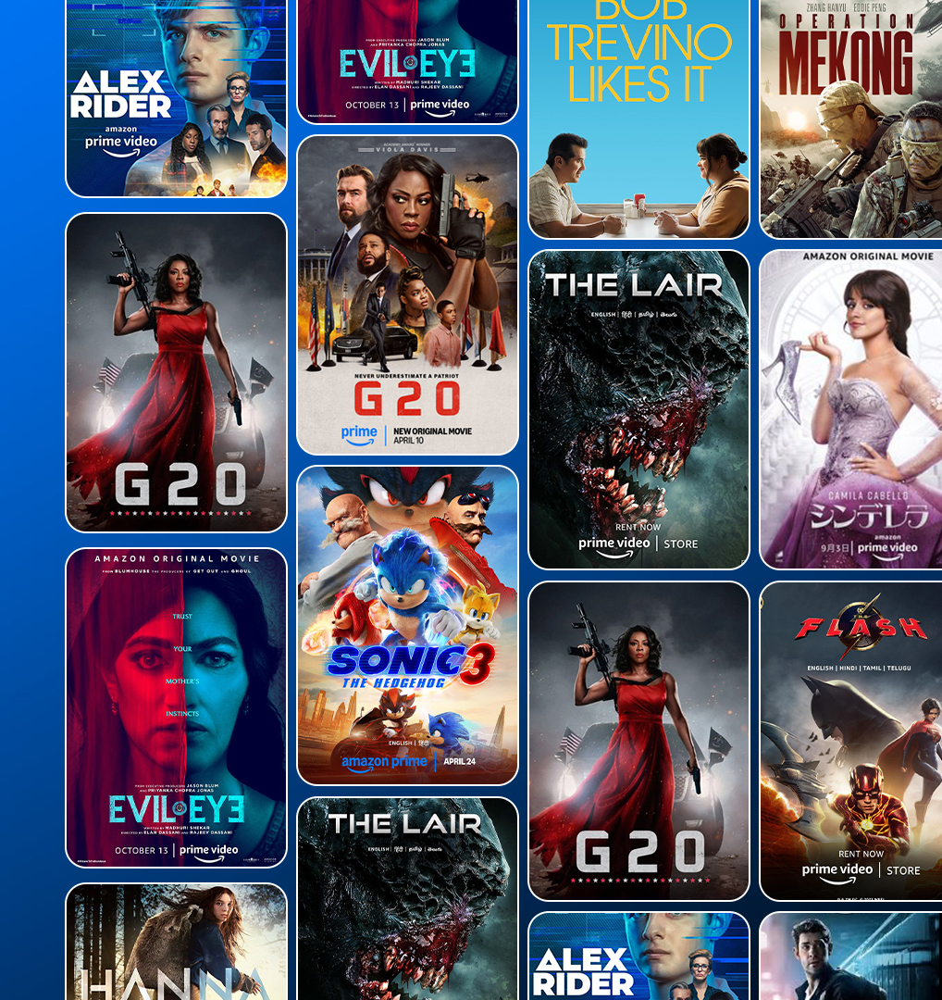 ALEX
RIDER
amazon
prime video
G20
AMAZON ORIGINAL MOVIE
FROM BLUMHOUSE THE PRODUCERS OF GET OUT AND GHOUL
TRUST
YOUR
MOTHER'S
INSTINCTS
FROM EXECUTIVE PRODUCERS JASON BLUM
AND PRIYANKA CHOPRA JONAS
EVIL EYE
WRITTEN BY MADHURI SHEKAR
DIRECTED BY ELAN DASSANI AND RAJEEV DASSANI
OCTOBER 13 | prime video
HANNA
FROM EXECUTIVE PRODUCERS JASON BLUM
AND PRIYANKA CHOPRA JONAS
EVIL EYE
WRITTEN BY MADHURI SHEKAR
DIRECTED BY ELAN DASSANI AND RAJEEV DASSANI
OCTOBER 13 | prime video
ACADEMY AWARD WINNER
VIOLA DAVIS
NEVER UNDERESTIMATE A PATRIOT
G20
prime | NEW ORIGINAL MOVIE
APRIL 10
SONIC 3
THE HEDGEHOG
ENGLISH | हिंदी
amazon prime | APRIL 24
THE LAIR
ENGLISH | हिंदी | தமிழ் | తెలుగు
BOB
TREVINO
LIKES IT
THE LAIR
ENGLISH | हिंदी | தமிழ் | తెలుగు
RENT NOW
prime video | STORE
G20
ALEX
RIDER
ZHANG HANYU EDDIE PENG
OPERATION
MEKONG
AMAZON ORIGINAL MOVIE
CAMILA CABELLO
シンデレラ
amazon
9月3日 | prime video
DC
THE
FLASH
ENGLISH | HINDI | TAMIL | TELUGU
RENT NOW
prime video | STORE